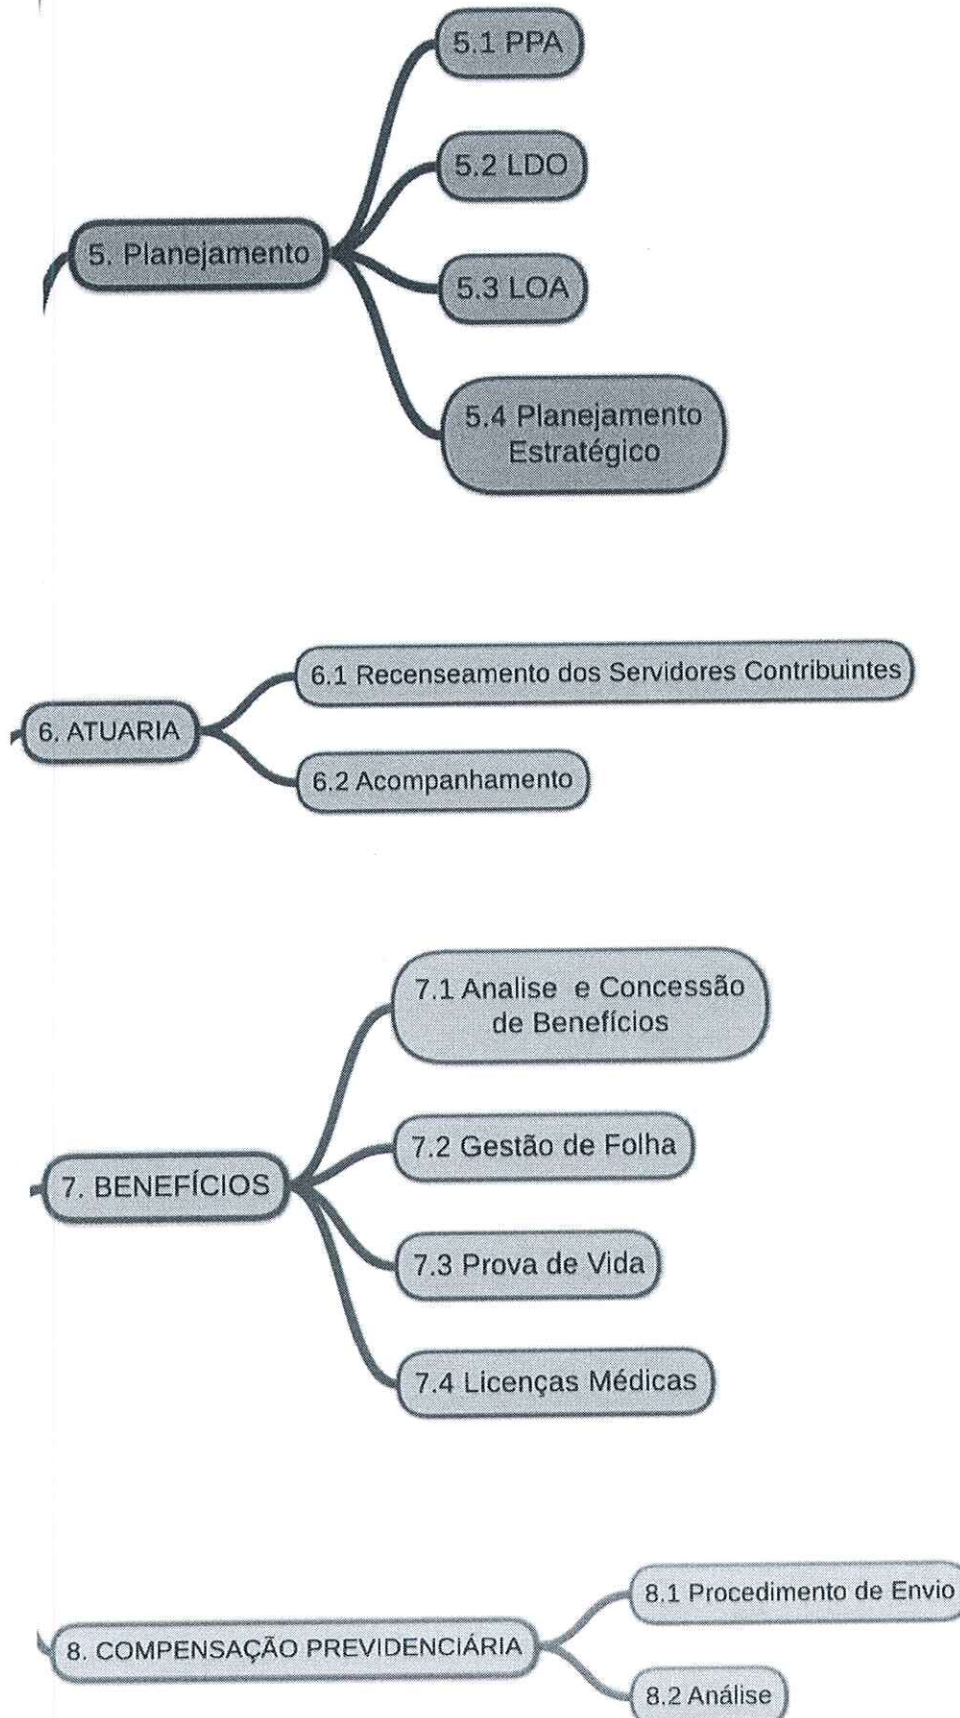 5.1 PPA
5.2 LDO
5. Planejamento
5.3 LOA
5.4 Planejamento
Estratégico
6.1 Recenseamento dos Servidores Contribuintes
6. ATUARIA
6.2 Acompanhamento
7.1 Analise e Concessão
de Benefícios
7.2 Gestão de Folha
7. BENEFÍCIOS
7.3 Prova de Vida
7.4 Licenças Médicas
8.1 Procedimento de Envio
8. COMPENSAÇÃO PREVIDENCIÁRIA
8.2 Análise